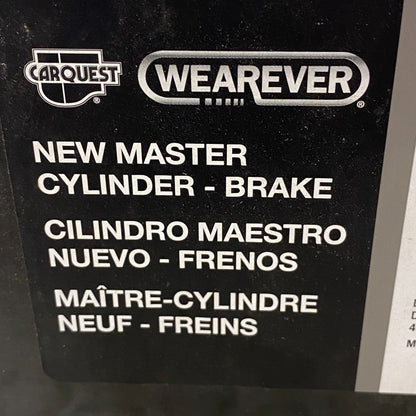 CARQUEST
®
WEAREVER
®
NEW MASTER
CYLINDER - BRAKE
CILINDRO MAESTRO
NUEVO - FRENOS
MAÎTRE-CYLINDRE
NEUF - FREINS